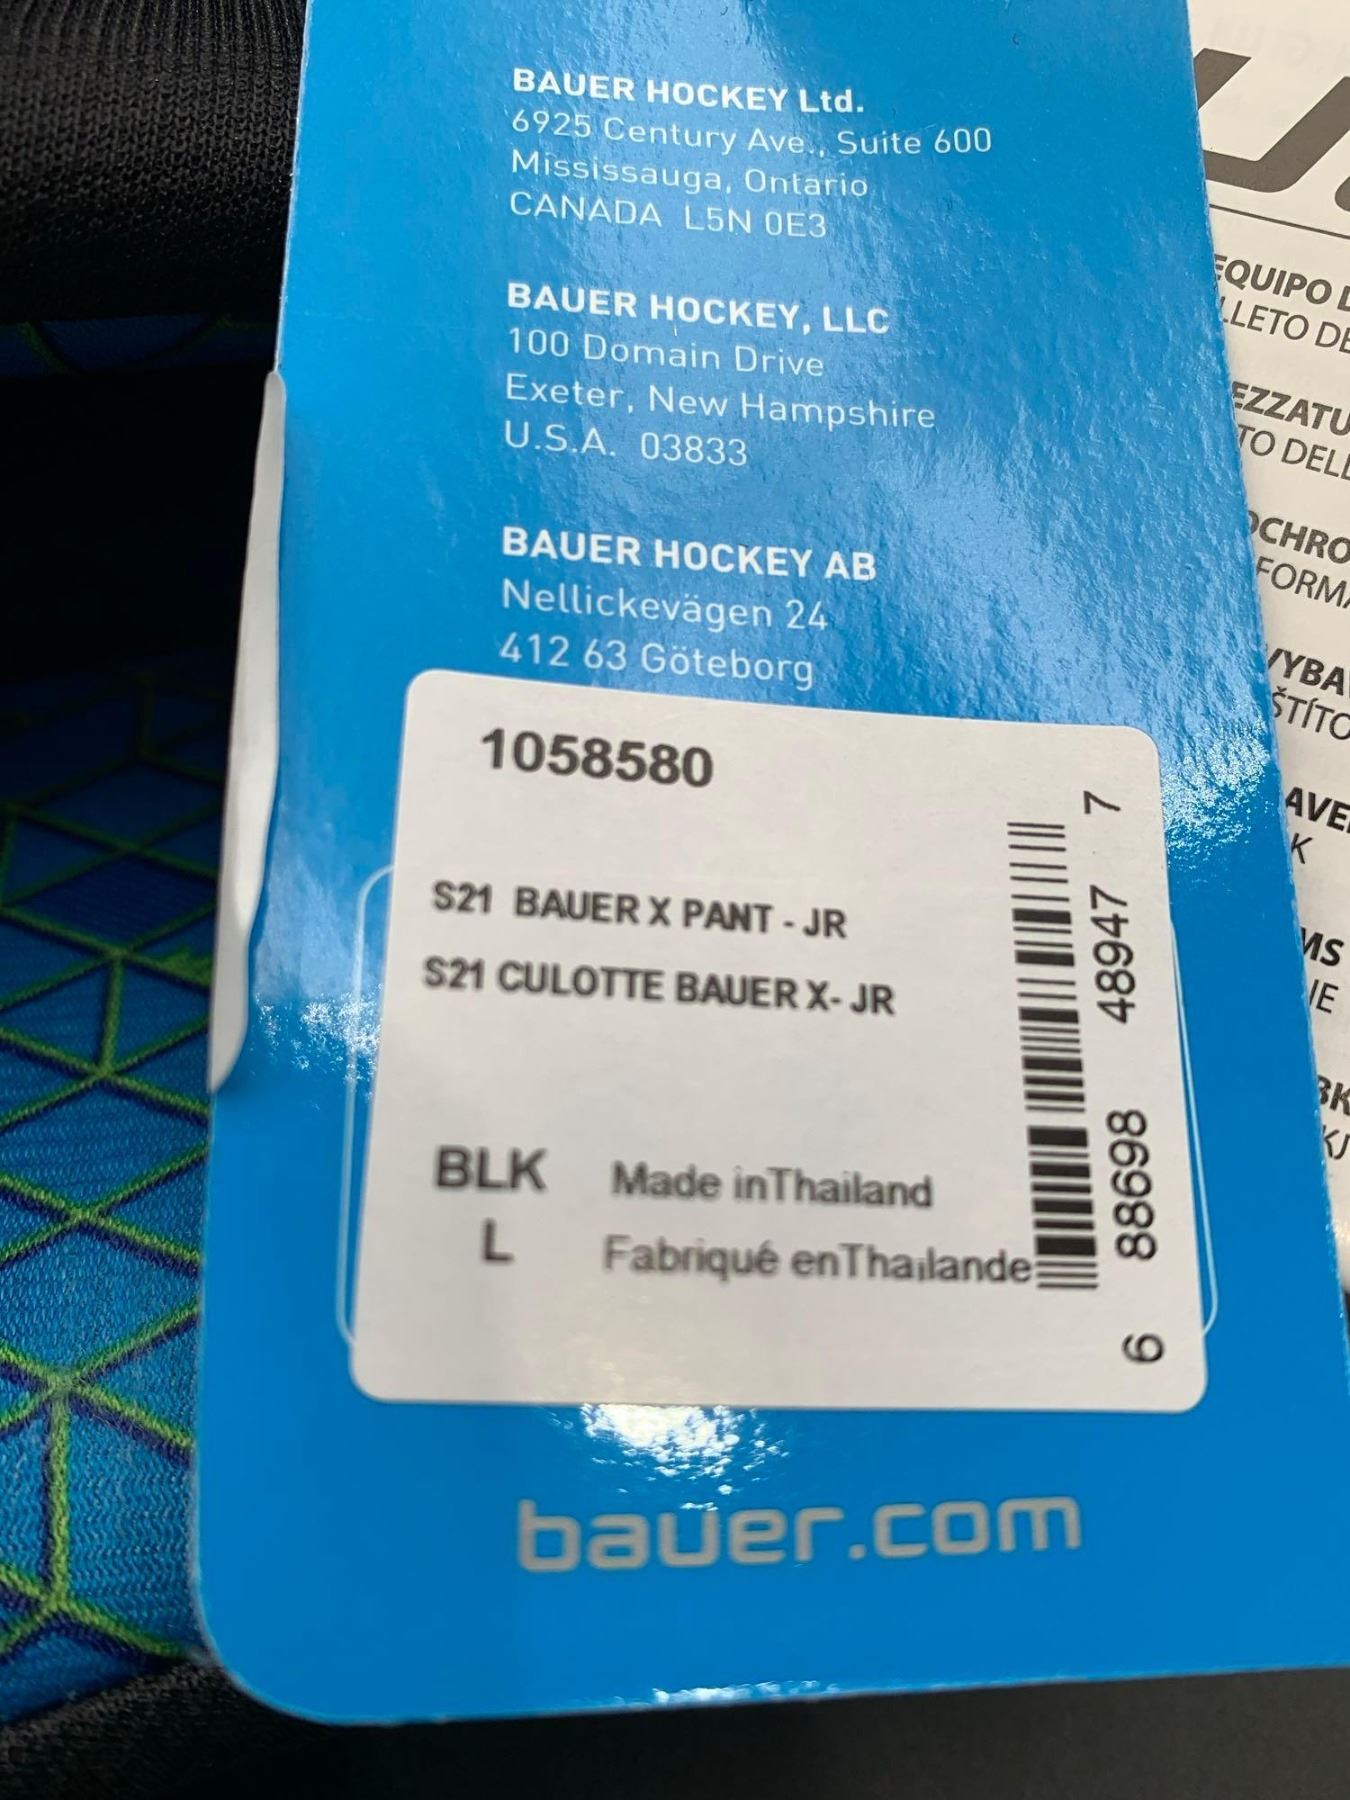 BAUER HOCKEY Ltd.
6925 Century Ave., Suite 600
Mississauga, Ontario
CANADA L5N 0E3
BAUER HOCKEY, LLC
100 Domain Drive
Exeter, New Hampshire
U.S.A. 03833
BAUER HOCKEY AB
Nellickevägen 24
412 63 Göteborg
1058580
S21 BAUER X PANT - JR
S21 CULOTTE BAUER X- JR
BLK
L
Made inThailand
Fabriqué enThailande
6 88698 48947 7
bauer.com
EQUIPO